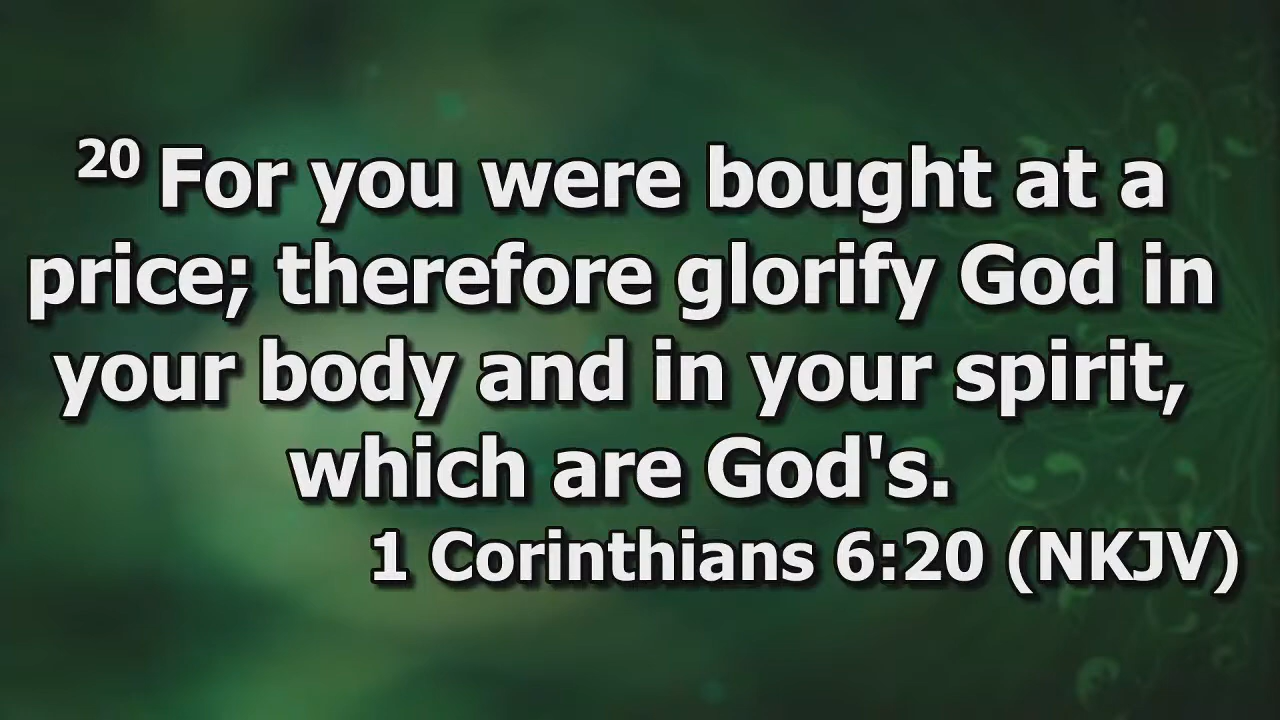 20 For you were bought at a
price; therefore glorify God in
your body and in your spirit,
which are God's.
1 Corinthians 6:20 (NKJV)